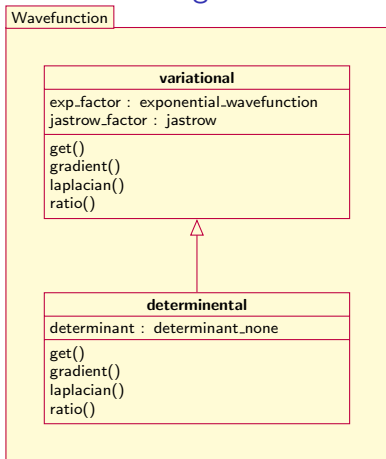 Wavefunction
variational
exp_factor : exponential_wavefunction
jastrow_factor : jastrow
get()
gradient()
laplacian()
ratio()
determinental
determinant : determinant_none
get()
gradient()
laplacian()
ratio()